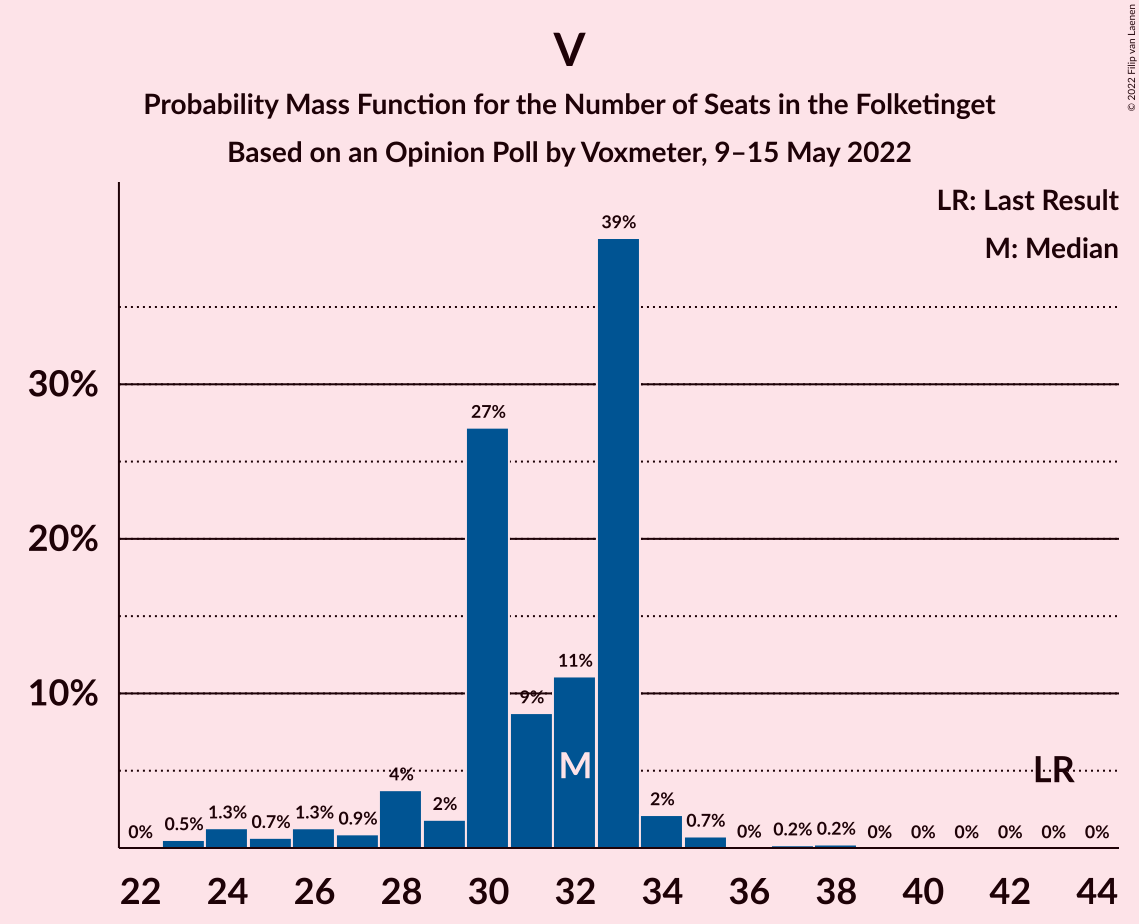 V
Probability Mass Function for the Number of Seats in the Folketinget
Based on an Opinion Poll by Voxmeter, 9–15 May 2022
© 2022 Filip van Laenen
LR: Last Result
M: Median
39%
30%
27%
20%
11%
10%
9%
M
LR
4%
0% 0.5% 1.3% 0.7% 1.3% 0.9% 2% 2% 0.7% 0% 0.2% 0.2% 0% 0% 0% 0% 0% 0%
22 24 26 28 30 32 34 36 38 40 42 44